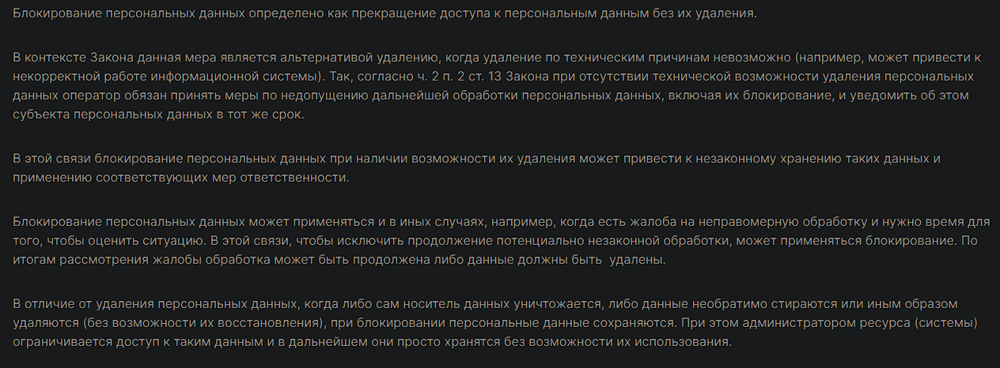 Блокирование персональных данных определено как прекращение доступа к персональным данным без их удаления.
В контексте Закона данная мера является альтернативой удалению, когда удаление по техническим причинам невозможно (например, может привести к
некорректной работе информационной системы). Так, согласно ч. 2 п. 2 ст. 13 Закона при отсутствии технической возможности удаления персональных
данных оператор обязан принять меры по недопущению дальнейшей обработки персональных данных, включая их блокирование, и уведомить об этом
субъекта персональных данных в тот же срок.
В этой связи блокирование персональных данных при наличии возможности их удаления может привести к незаконному хранению таких данных и
применению соответствующих мер ответственности.
Блокирование персональных данных может применяться и в иных случаях, например, когда есть жалоба на неправомерную обработку и нужно время для
того, чтобы оценить ситуацию. В этой связи, чтобы исключить продолжение потенциально незаконной обработки, может применяться блокирование. По
итогам рассмотрения жалобы обработка может быть продолжена либо данные должны быть  удалены.
В отличие от удаления персональных данных, когда либо сам носитель данных уничтожается, либо данные необратимо стираются или иным образом
удаляются (без возможности их восстановления), при блокировании персональные данные сохраняются. При этом администратором ресурса (системы)
ограничивается доступ к таким данным и в дальнейшем они просто хранятся без возможности их использования.